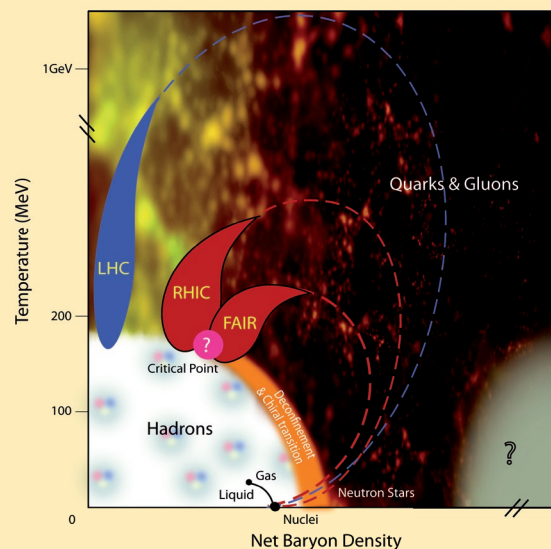 1GeV
Quarks & Gluons
Temperature (MeV)
LHC
RHIC
FAIR
200
?
Critical Point
Deconfinement
& Chiral transition
100
Hadrons
?
Gas
Liquid
Neutron Stars
0
Nuclei
Net Baryon Density